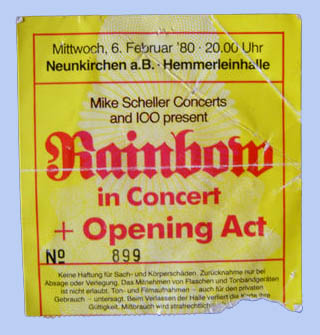 Mittwoch, 6. Februar '80 · 20.00 Uhr
Neunkirchen a.B. · Hemmerleinhalle
Mike Scheller Concerts
and IOO present
Rainbow
in Concert
+ Opening Act
Nº 899
Keine Haftung für Sach- und Körperschäden. Zurücknahme nur bei
Absage oder Verlegung. Das Mitnehmen von Flaschen und Tonbandgeräten
ist nicht erlaubt. Ton- und Filmaufnahmen – auch für den privaten
Gebrauch – untersagt. Beim Verlassen der Halle verliert die Karte ihre
Gültigkeit. Mißbrauch wird strafrechtlich